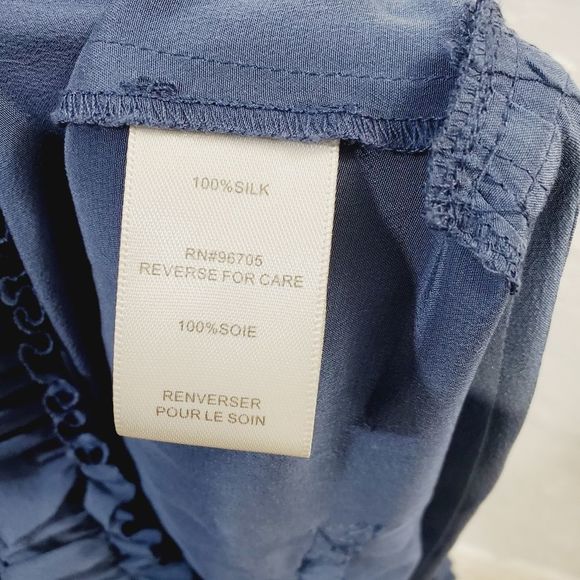 100%SILK
RN#96705
REVERSE FOR CARE
100%SOIE
RENVERSER
POUR LE SOIN